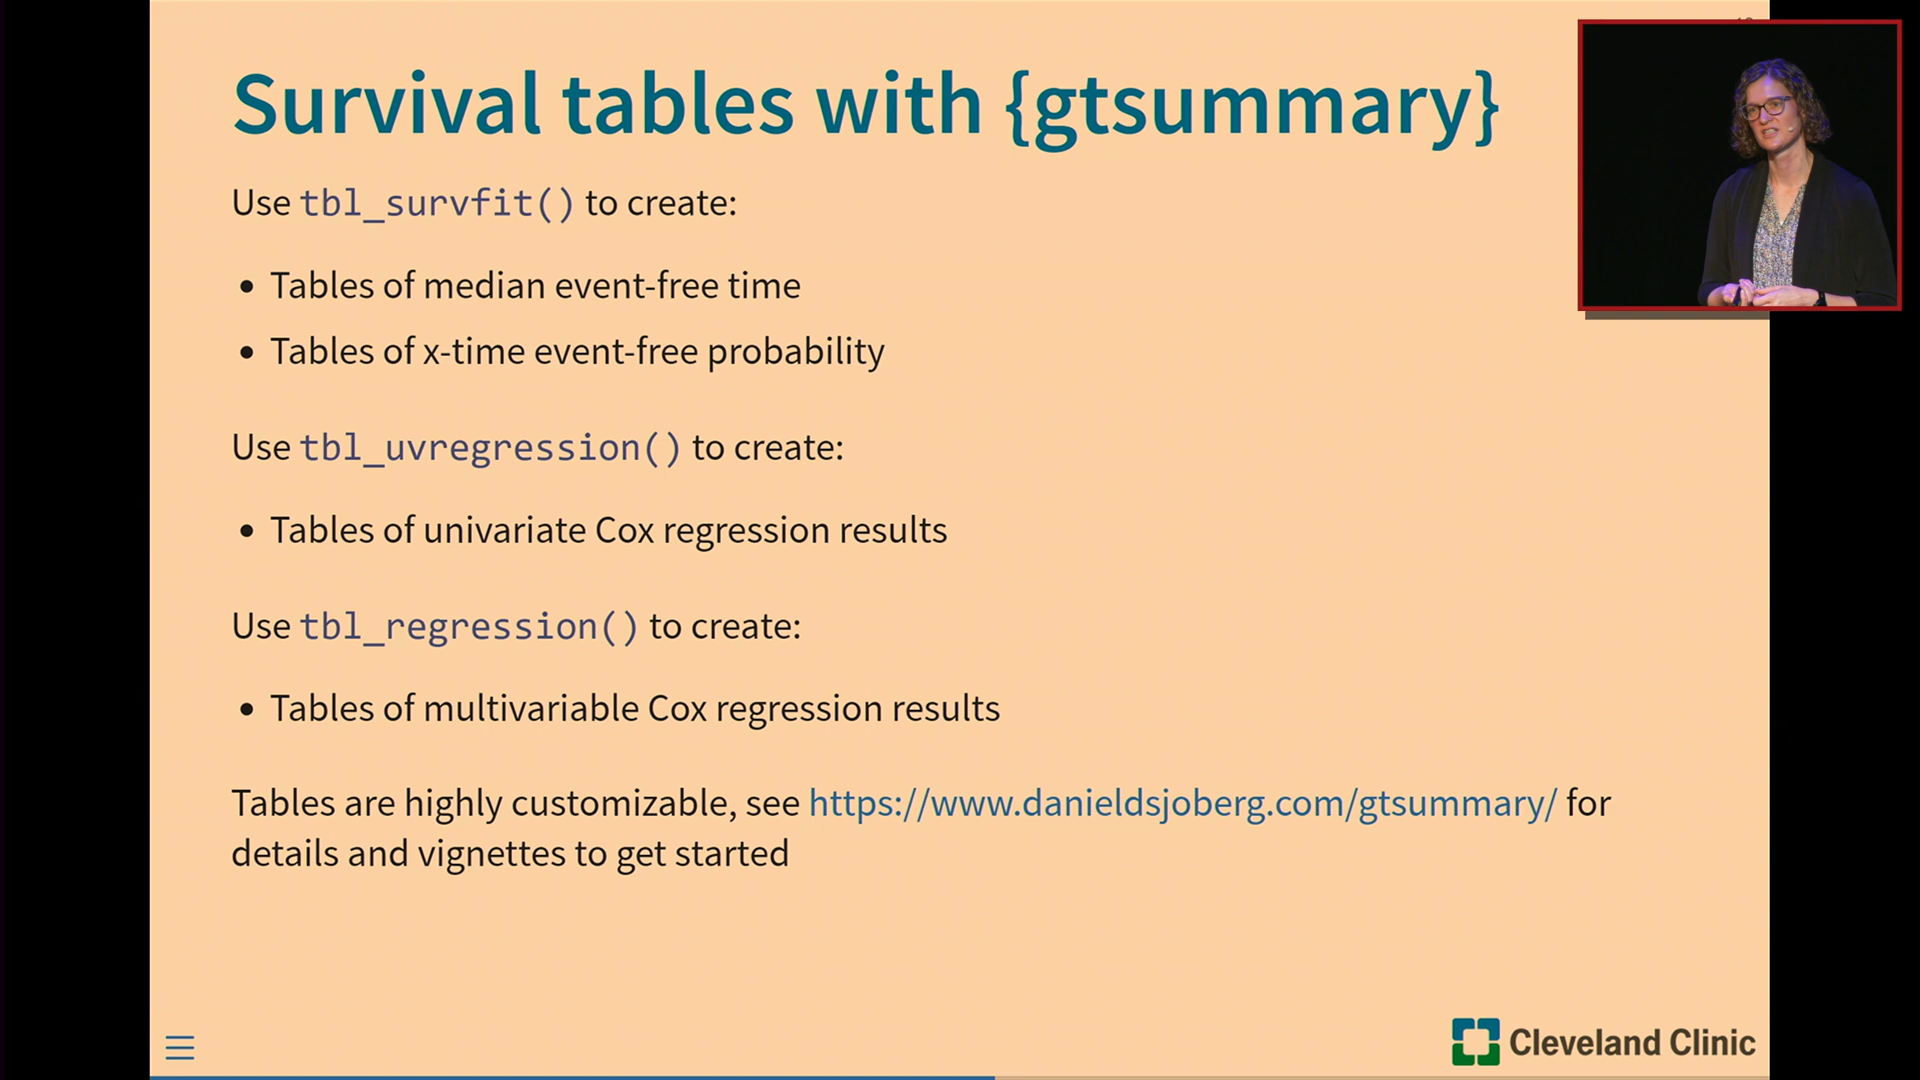 Survival tables with {gtsummary}
Use tbl_survfit() to create:
• Tables of median event-free time
• Tables of x-time event-free probability
Use tbl_uvregression() to create:
• Tables of univariate Cox regression results
Use tbl_regression() to create:
• Tables of multivariable Cox regression results
Tables are highly customizable, see https://www.danieldsjoberg.com/gtsummary/ for
details and vignettes to get started
Cleveland Clinic